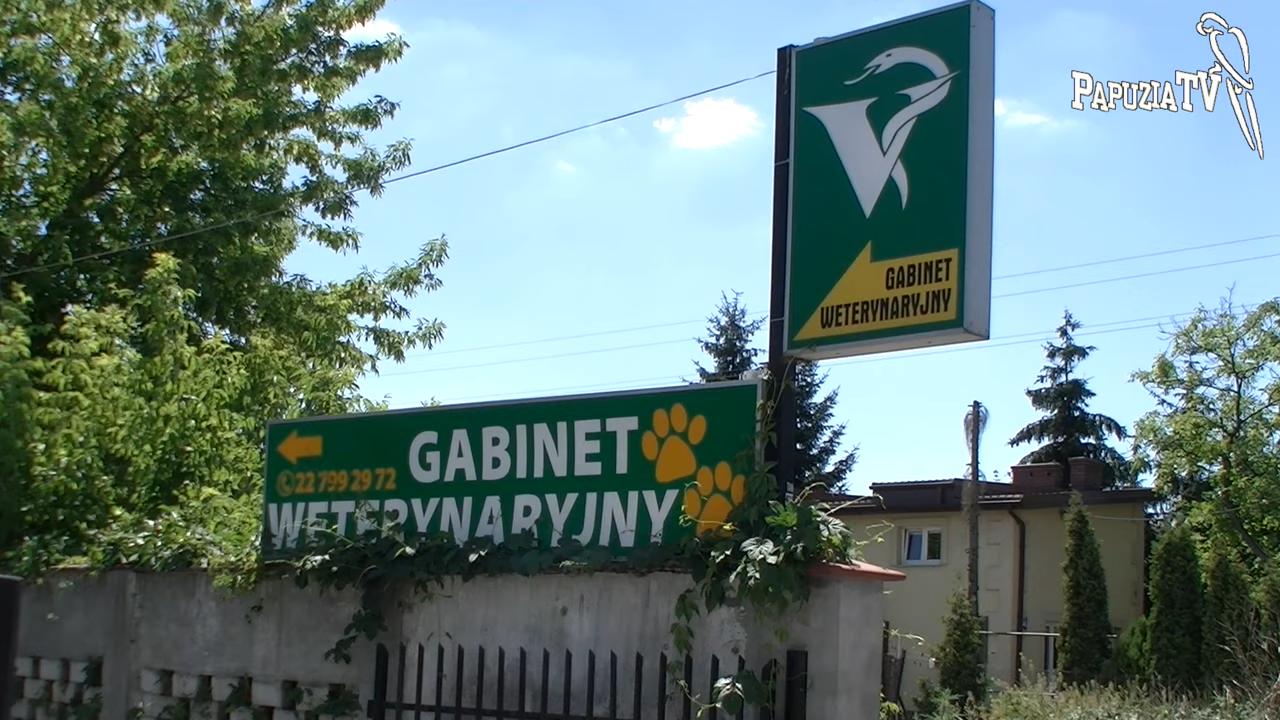 PAPUZIATV
GABINET
WETERYNARYJNY
GABINET
22 799 29 72
WETERYNARYJNY